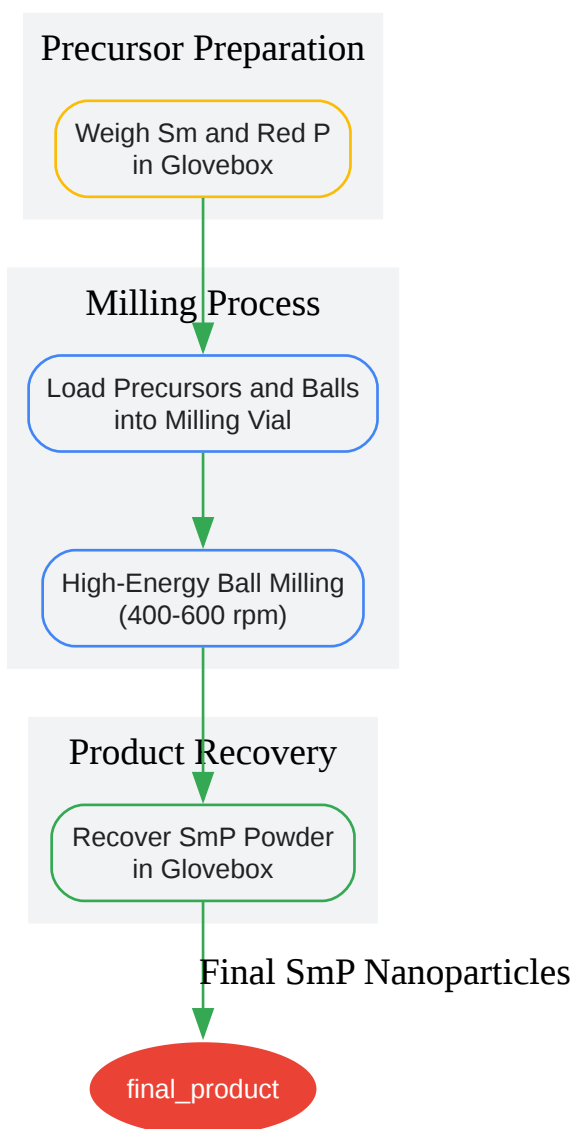 Precursor Preparation
Weigh Sm and Red P
in Glovebox
Milling Process
Load Precursors and Balls
into Milling Vial
High-Energy Ball Milling
(400-600 rpm)
Product Recovery
Recover SmP Powder
in Glovebox
Final SmP Nanoparticles
final_product